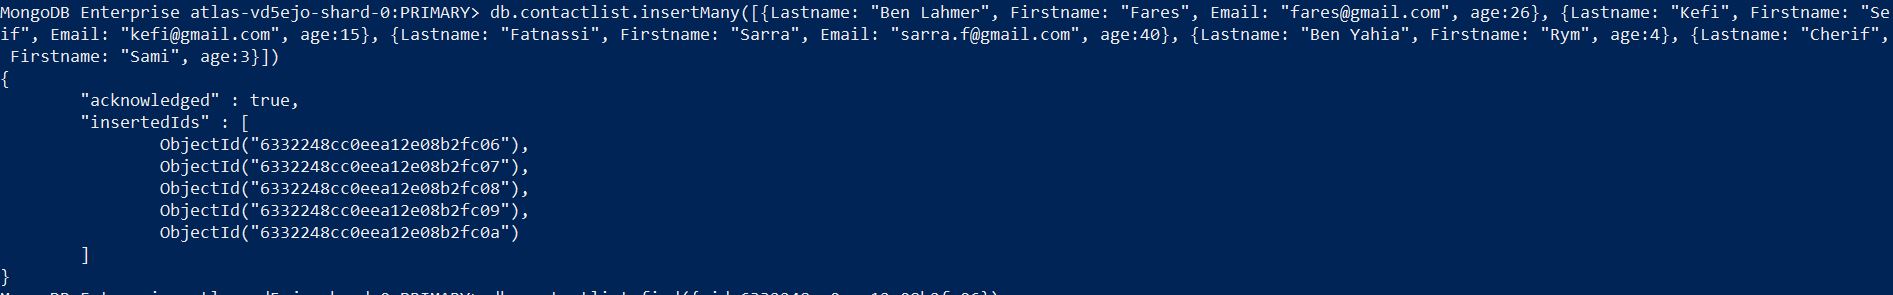 MongoDB Enterprise atlas-vd5ejo-shard-0:PRIMARY> db.contactlist.insertMany([{Lastname: "Ben Lahmer", Firstname: "Fares", Email: "fares@gmail.com", age:26}, {Lastname: "Kefi", Firstname: "Se
if", Email: "kefi@gmail.com", age:15}, {Lastname: "Fatnassi", Firstname: "Sarra", Email: "sarra.f@gmail.com", age:40}, {Lastname: "Ben Yahia", Firstname: "Rym", age:4}, {Lastname: "Cherif",
 Firstname: "Sami", age:3}])
{
        "acknowledged" : true,
        "insertedIds" : [
                ObjectId("6332248cc0eea12e08b2fc06"),
                ObjectId("6332248cc0eea12e08b2fc07"),
                ObjectId("6332248cc0eea12e08b2fc08"),
                ObjectId("6332248cc0eea12e08b2fc09"),
                ObjectId("6332248cc0eea12e08b2fc0a")
        ]
}